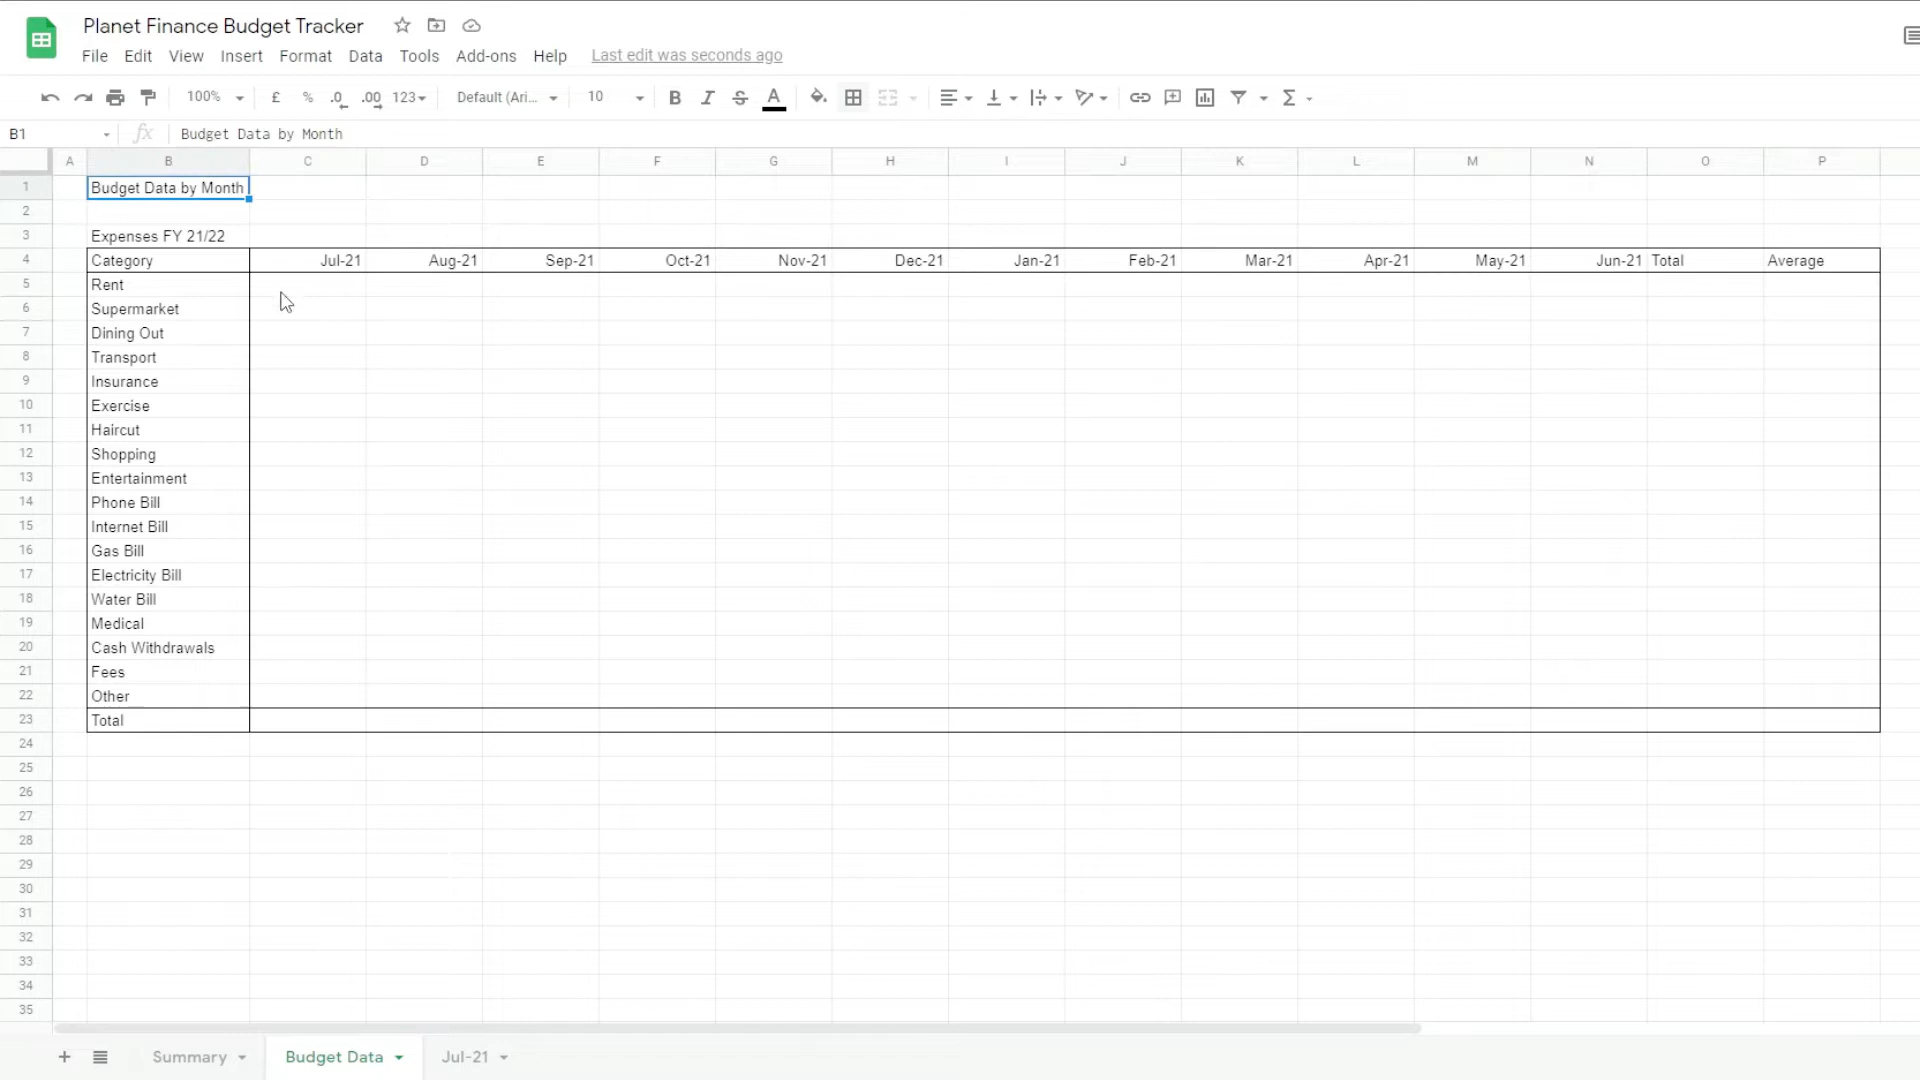 Planet Finance Budget Tracker
File Edit View Insert Format Data Tools Add-ons Help Last edit was seconds ago
100% £ % .0 .00 123 Default (Ari... 10 B I S A Σ
B1 fx Budget Data by Month
A B C D E F G H I J K L M N O P
1 Budget Data by Month
2
3 Expenses FY 21/22
4 Category Jul-21 Aug-21 Sep-21 Oct-21 Nov-21 Dec-21 Jan-21 Feb-21 Mar-21 Apr-21 May-21 Jun-21 Total Average
5 Rent
6 Supermarket
7 Dining Out
8 Transport
9 Insurance
10 Exercise
11 Haircut
12 Shopping
13 Entertainment
14 Phone Bill
15 Internet Bill
16 Gas Bill
17 Electricity Bill
18 Water Bill
19 Medical
20 Cash Withdrawals
21 Fees
22 Other
23 Total
24
25
26
27
28
29
30
31
32
33
34
35
+ Summary Budget Data Jul-21